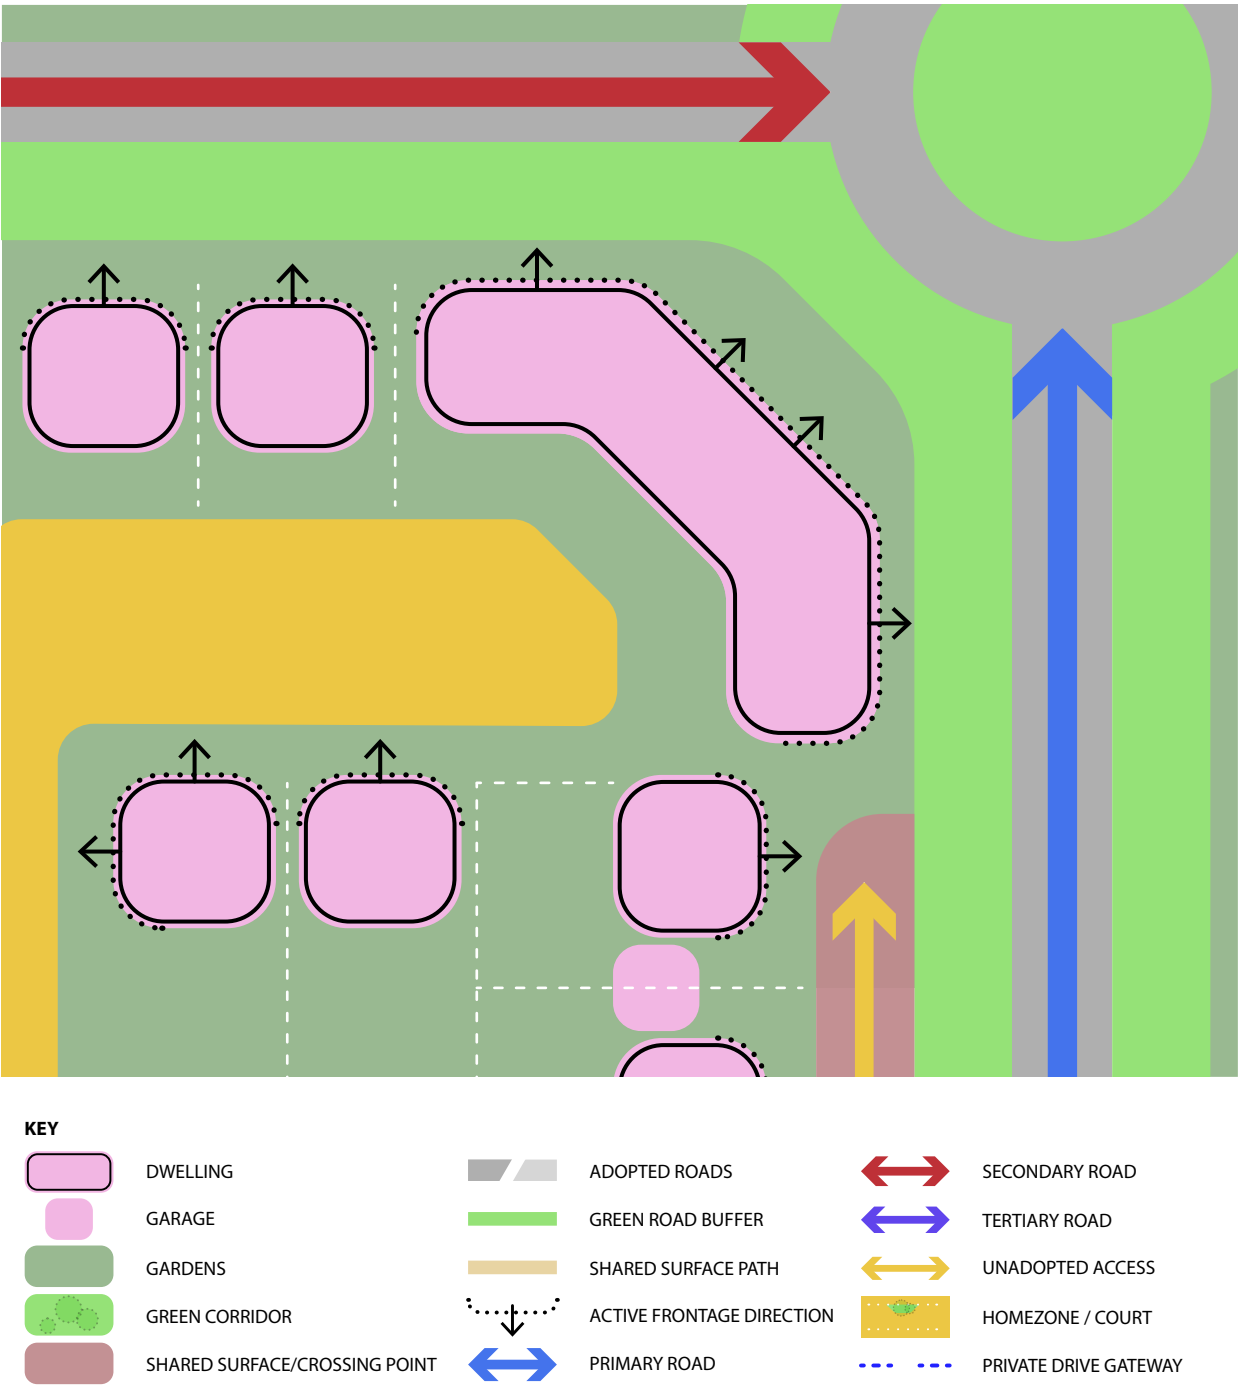 KEY
DWELLING
GARAGE
GARDENS
GREEN CORRIDOR
SHARED SURFACE/CROSSING POINT
ADOPTED ROADS
GREEN ROAD BUFFER
SHARED SURFACE PATH
ACTIVE FRONTAGE DIRECTION
PRIMARY ROAD
SECONDARY ROAD
TERTIARY ROAD
UNADOPTED ACCESS
HOMEZONE / COURT
PRIVATE DRIVE GATEWAY